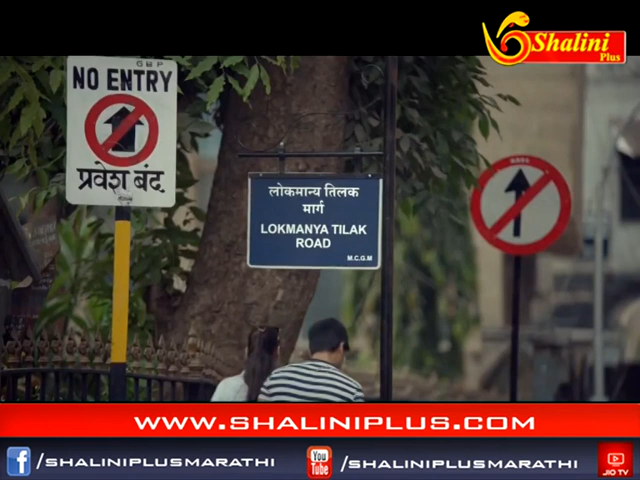 Shalini
Plus
GMP
NO ENTRY
प्रवेश बंद
लोकमान्य तिलक
मार्ग
LOKMANYA TILAK
ROAD
M.C.G.M
WWW.SHALINIPLUS.COM
/SHALINIPLUSMARATHI
You
Tube
/SHALINIPLUSMARATHI
JIO TV